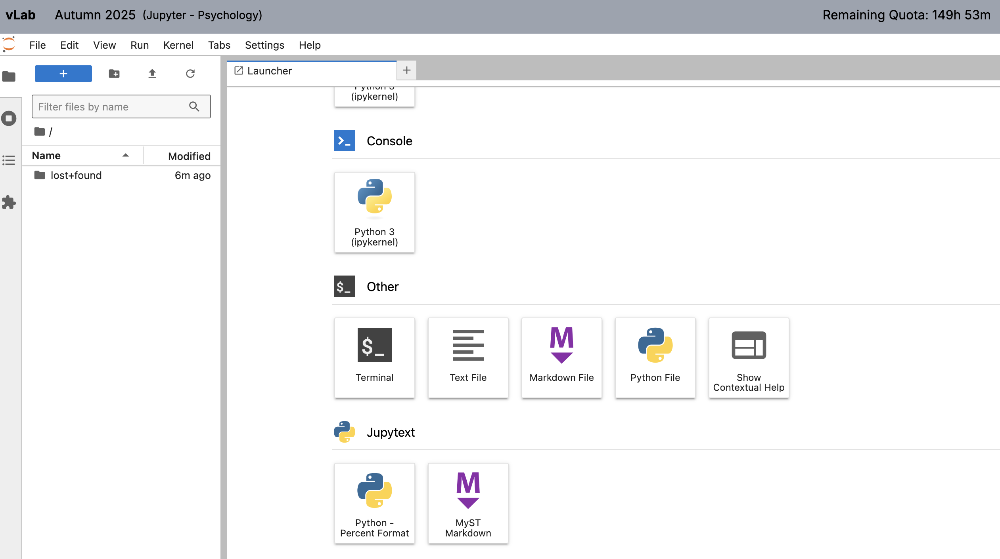 vLab Autumn 2025 (Jupyter - Psychology) Remaining Quota: 149h 53m
File Edit View Run Kernel Tabs Settings Help
+
Launcher
+
Filter files by name
/
Name Modified
lost+found 6m ago
Python 3
(ipykernel)
>_ Console
Python 3
(ipykernel)
$_ Other
$_
Terminal
Text File
M
Markdown File
Python File
Show
Contextual Help
Jupytext
Python -
Percent Format
M
MyST
Markdown